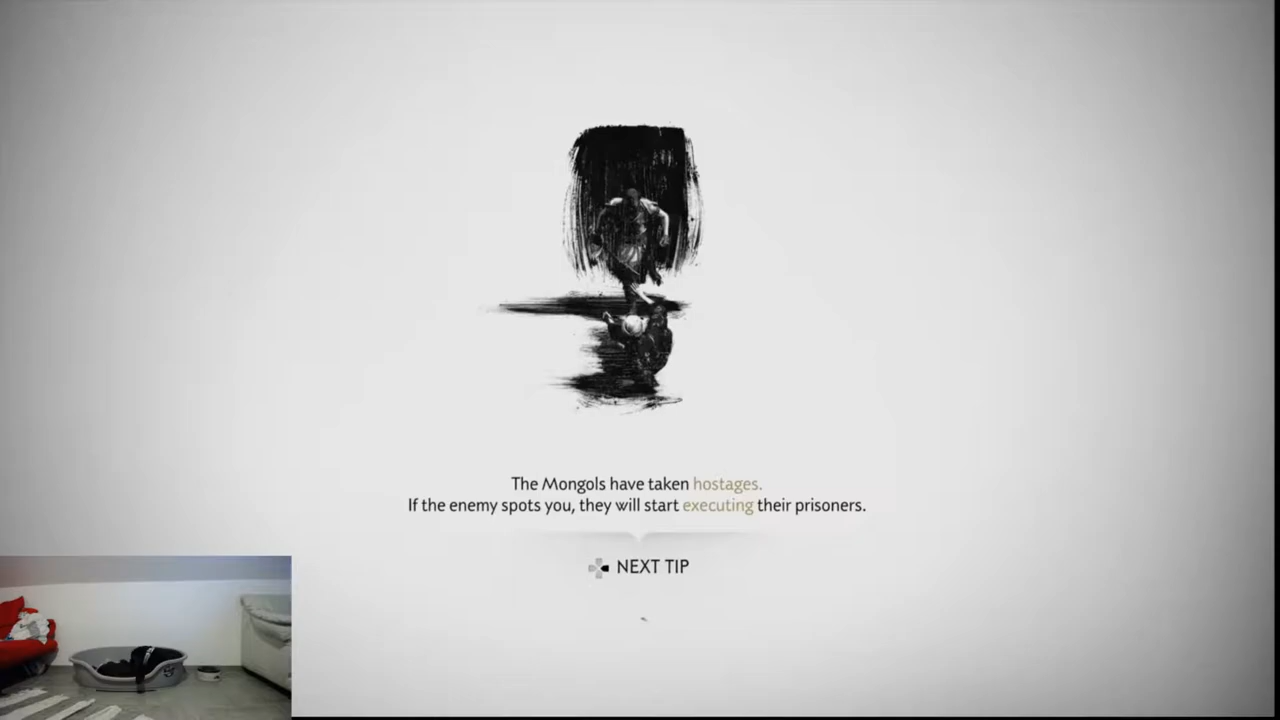 The Mongols have taken hostages.
If the enemy spots you, they will start executing their prisoners.
NEXT TIP